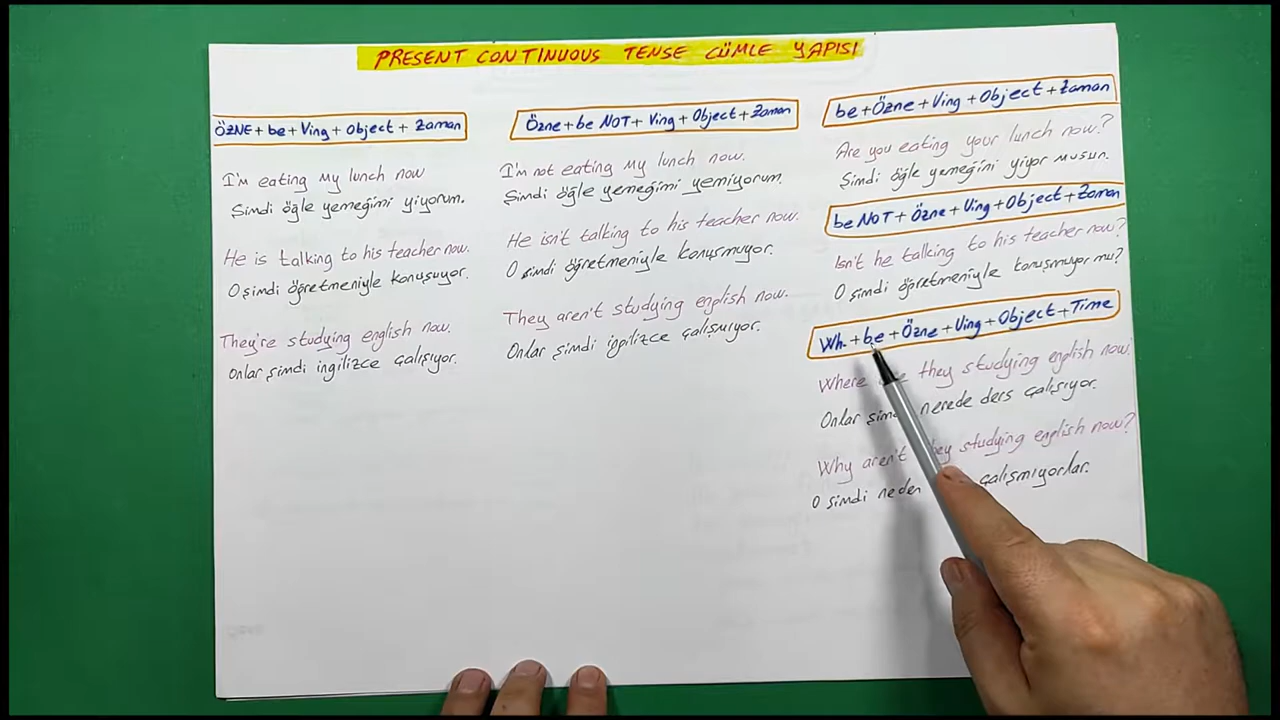 PRESENT CONTINUOUS TENSE CÜMLE YAPISI
ÖZNE + be + Ving + Object + Zaman
I'm eating my lunch now
Şimdi öğle yemeğimi yiyorum.
He is talking to his teacher now.
O şimdi öğretmeniyle konuşuyor.
They're studying english now.
Onlar şimdi ingilizce çalışıyor.
Özne + be NOT + Ving + Object + Zaman
I'm not eating my lunch now.
Şimdi öğle yemeğimi yemiyorum.
He isn't talking to his teacher now.
O şimdi öğretmeniyle konuşmuyor.
They aren't studying english now.
Onlar şimdi ingilizce çalışmıyor.
be + Özne + Ving + Object + Zaman
Are you eating your lunch now?
Şimdi öğle yemeğini yiyor musun.
be NOT + Özne + Ving + Object + Zaman
Isn't he talking to his teacher now?
O şimdi öğretmeniyle konuşmuyor mu?
Wh. + be + Özne + Ving + Object + Time
Where they studying english now.
Onlar nerede ders çalışıyor.
Why aren't studying english now?
O şimdi neden çalışmıyorlar.